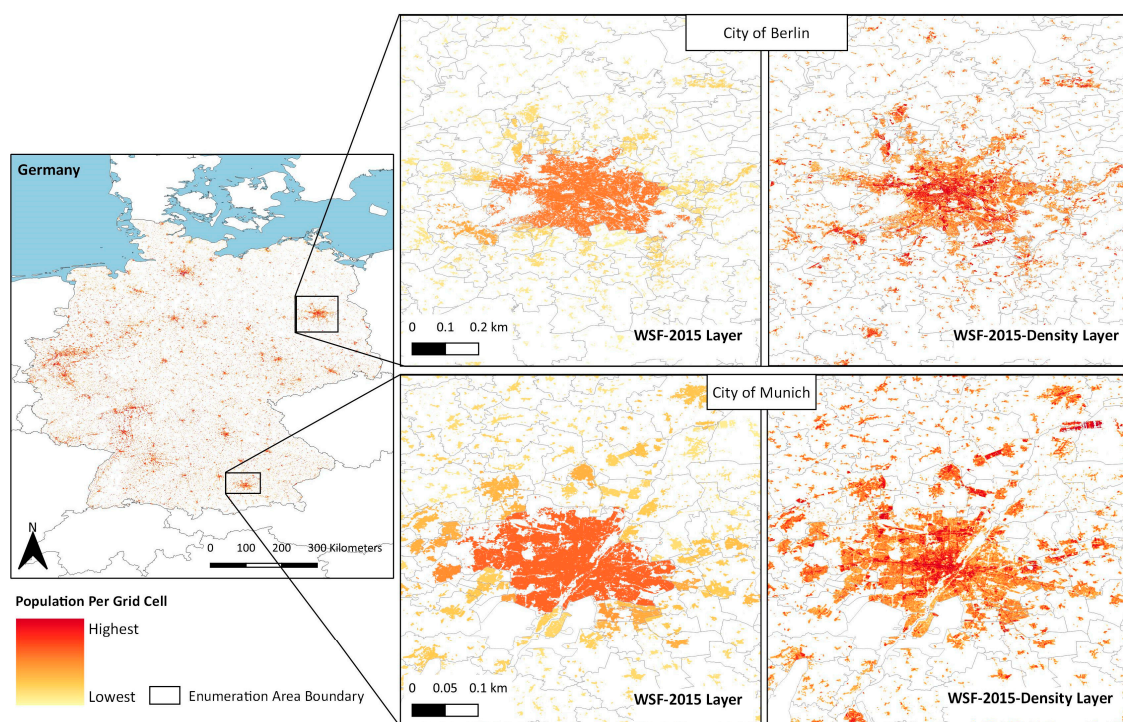 City of Berlin
0 0.1 0.2 km
WSF-2015 Layer
WSF-2015-Density Layer
Germany
N
0 100 200 300 Kilometers
City of Munich
0 0.05 0.1 km
WSF-2015 Layer
WSF-2015-Density Layer
Population Per Grid Cell
Highest
Lowest
Enumeration Area Boundary